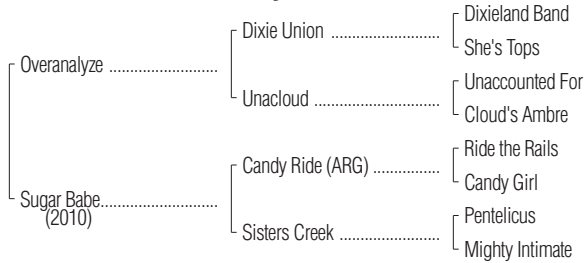 Dixieland Band
Dixie Union ......................
She's Tops
Overanalyze ......................
Unaccounted For
Unacloud ......................
Cloud's Ambre
Ride the Rails
Candy Ride (ARG) ................
Candy Girl
Sugar Babe........................
(2010)
Pentelicus
Sisters Creek ....................
Mighty Intimate